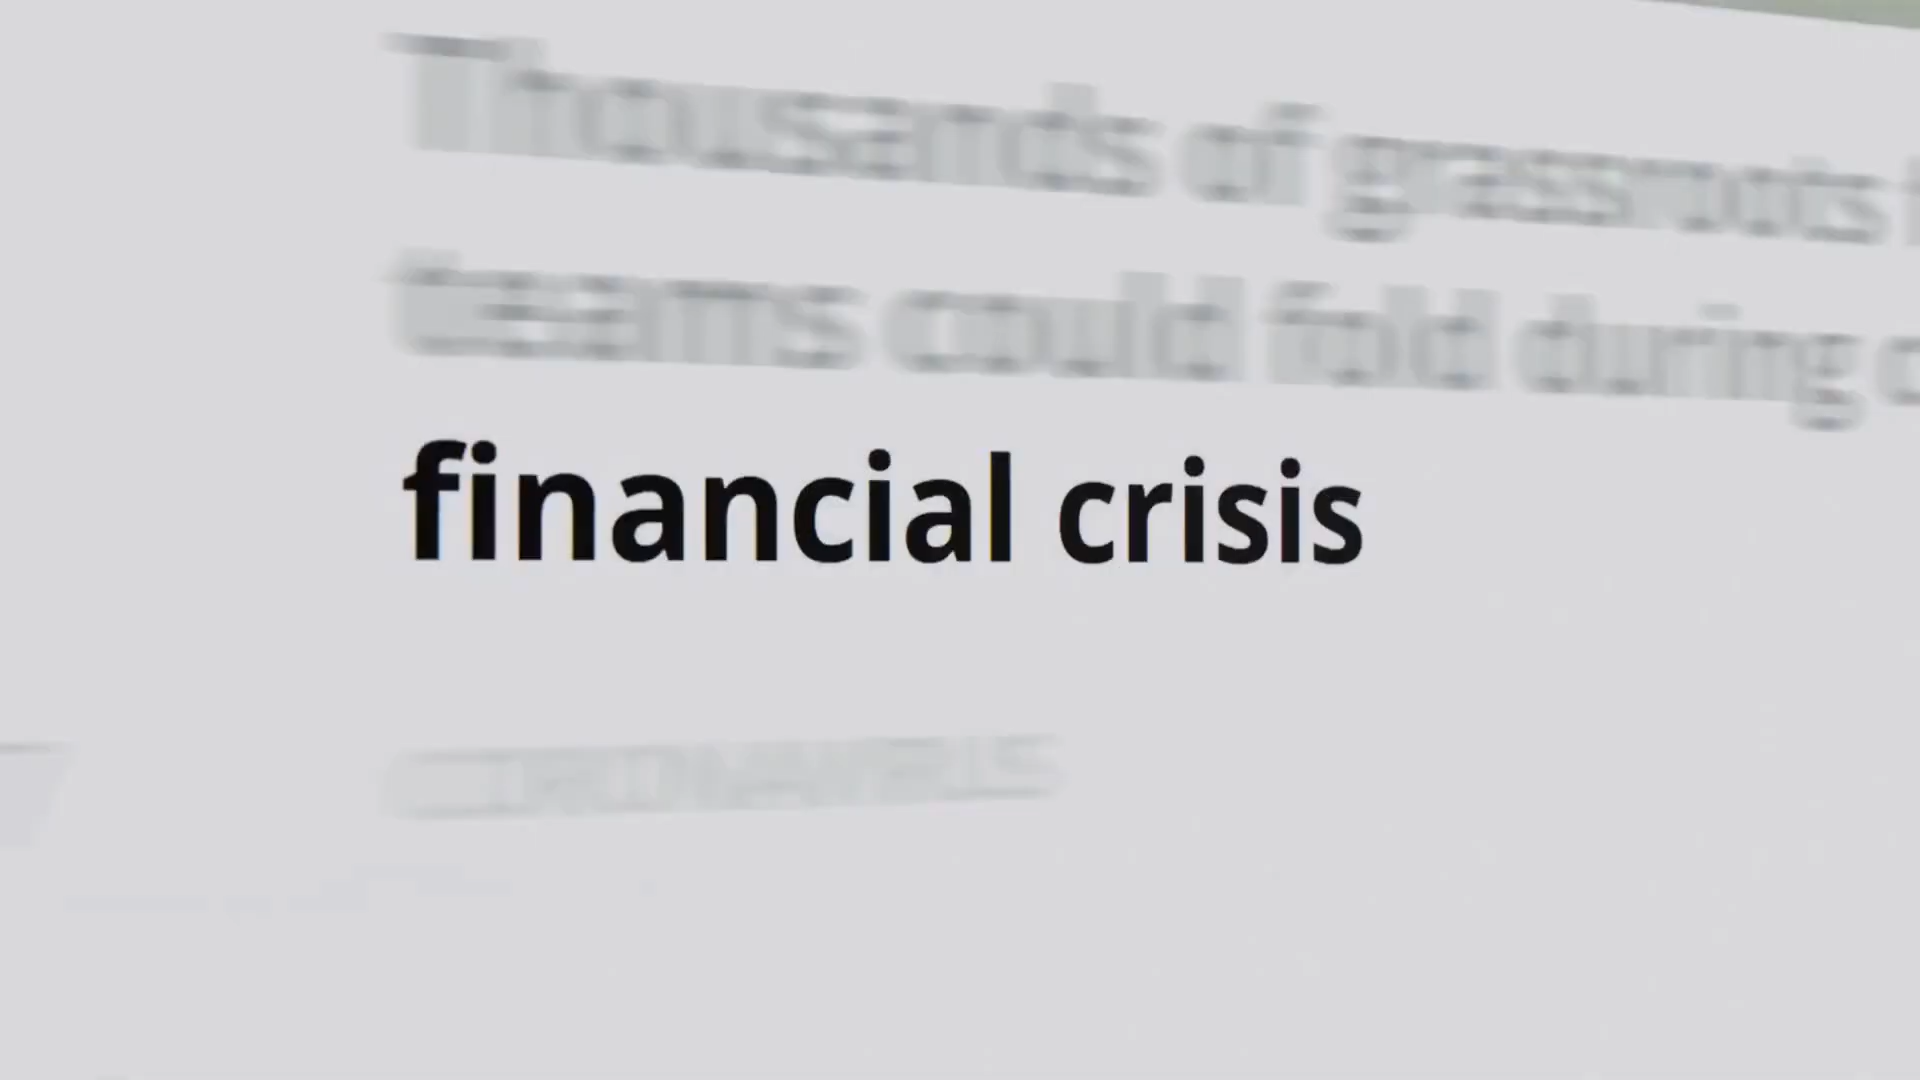 Thousands of grassroots
teams could fold during
financial crisis
CORONAVIRUS